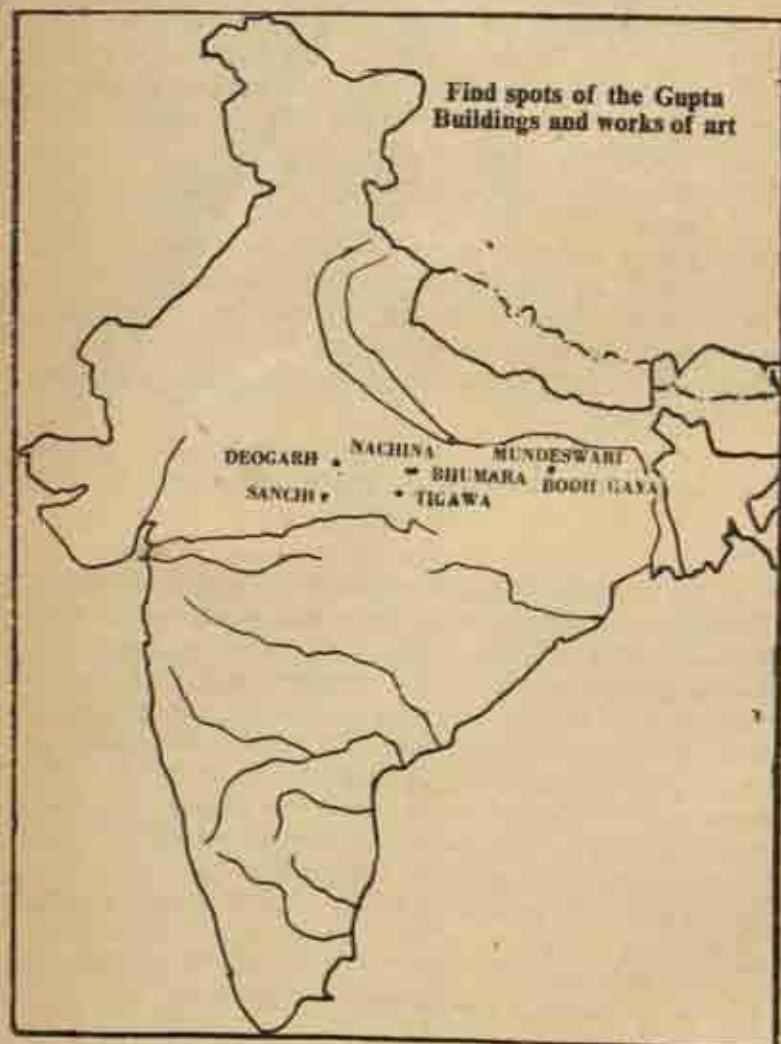 Find spots of the Gupta
Buildings and works of art
DEOGARH
NACHINA
MUNDESWARI
BHUMARA
BODH GAYA
SANCHI
TIGAWA